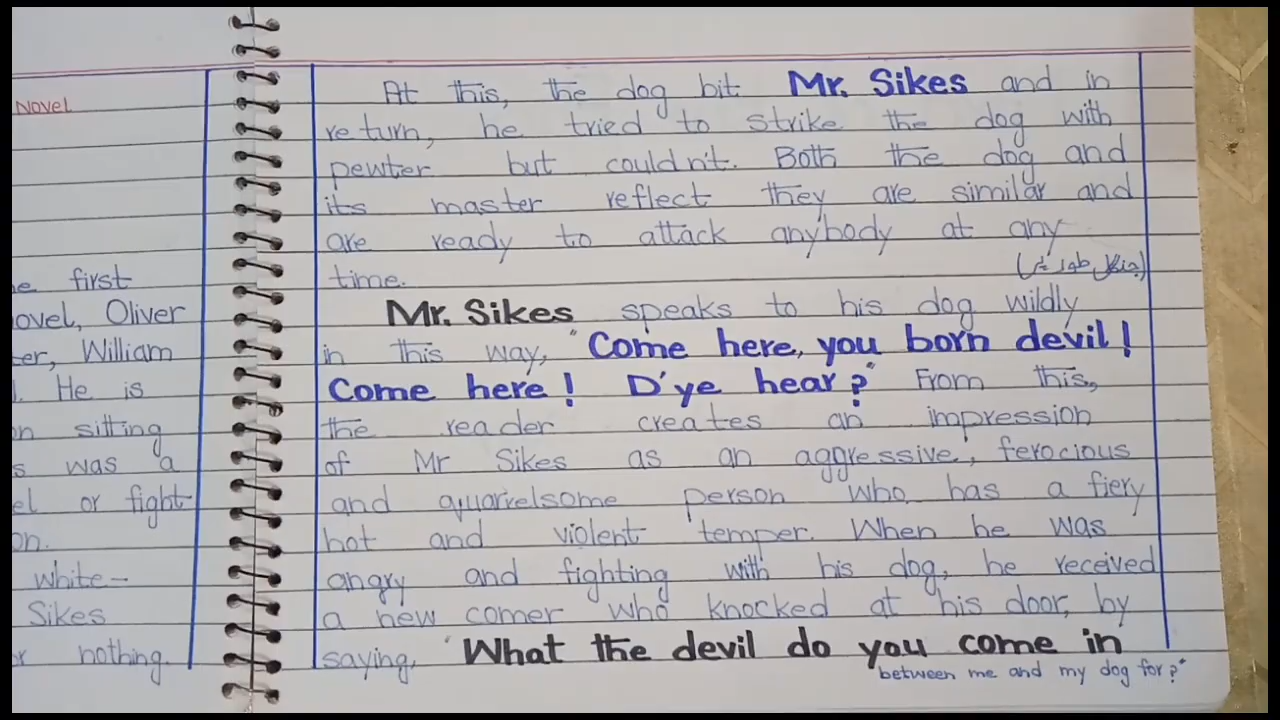 Novel
e first
ovel, Oliver
er, William
. He is
on sitting
s was a
el or fight-
on.
white-
Sikes
or nothing.
At this, the dog bit Mr. Sikes and in
return, he tried to strike the dog with
pewter but couldn't. Both the dog and
its master reflect they are similar and
are ready to attack anybody at any
time.
Mr. Sikes speaks to his dog wildly
in this way, "Come here, you born devil!
Come here! D'ye hear?" From this,
the reader creates an impression
of Mr Sikes as an aggressive, ferocious
and quarrelsome person who has a fiery
hot and violent temper. When he was
angry and fighting with his dog, he received
a new comer who knocked at his door, by
saying, "What the devil do you come in
between me and my dog for?"